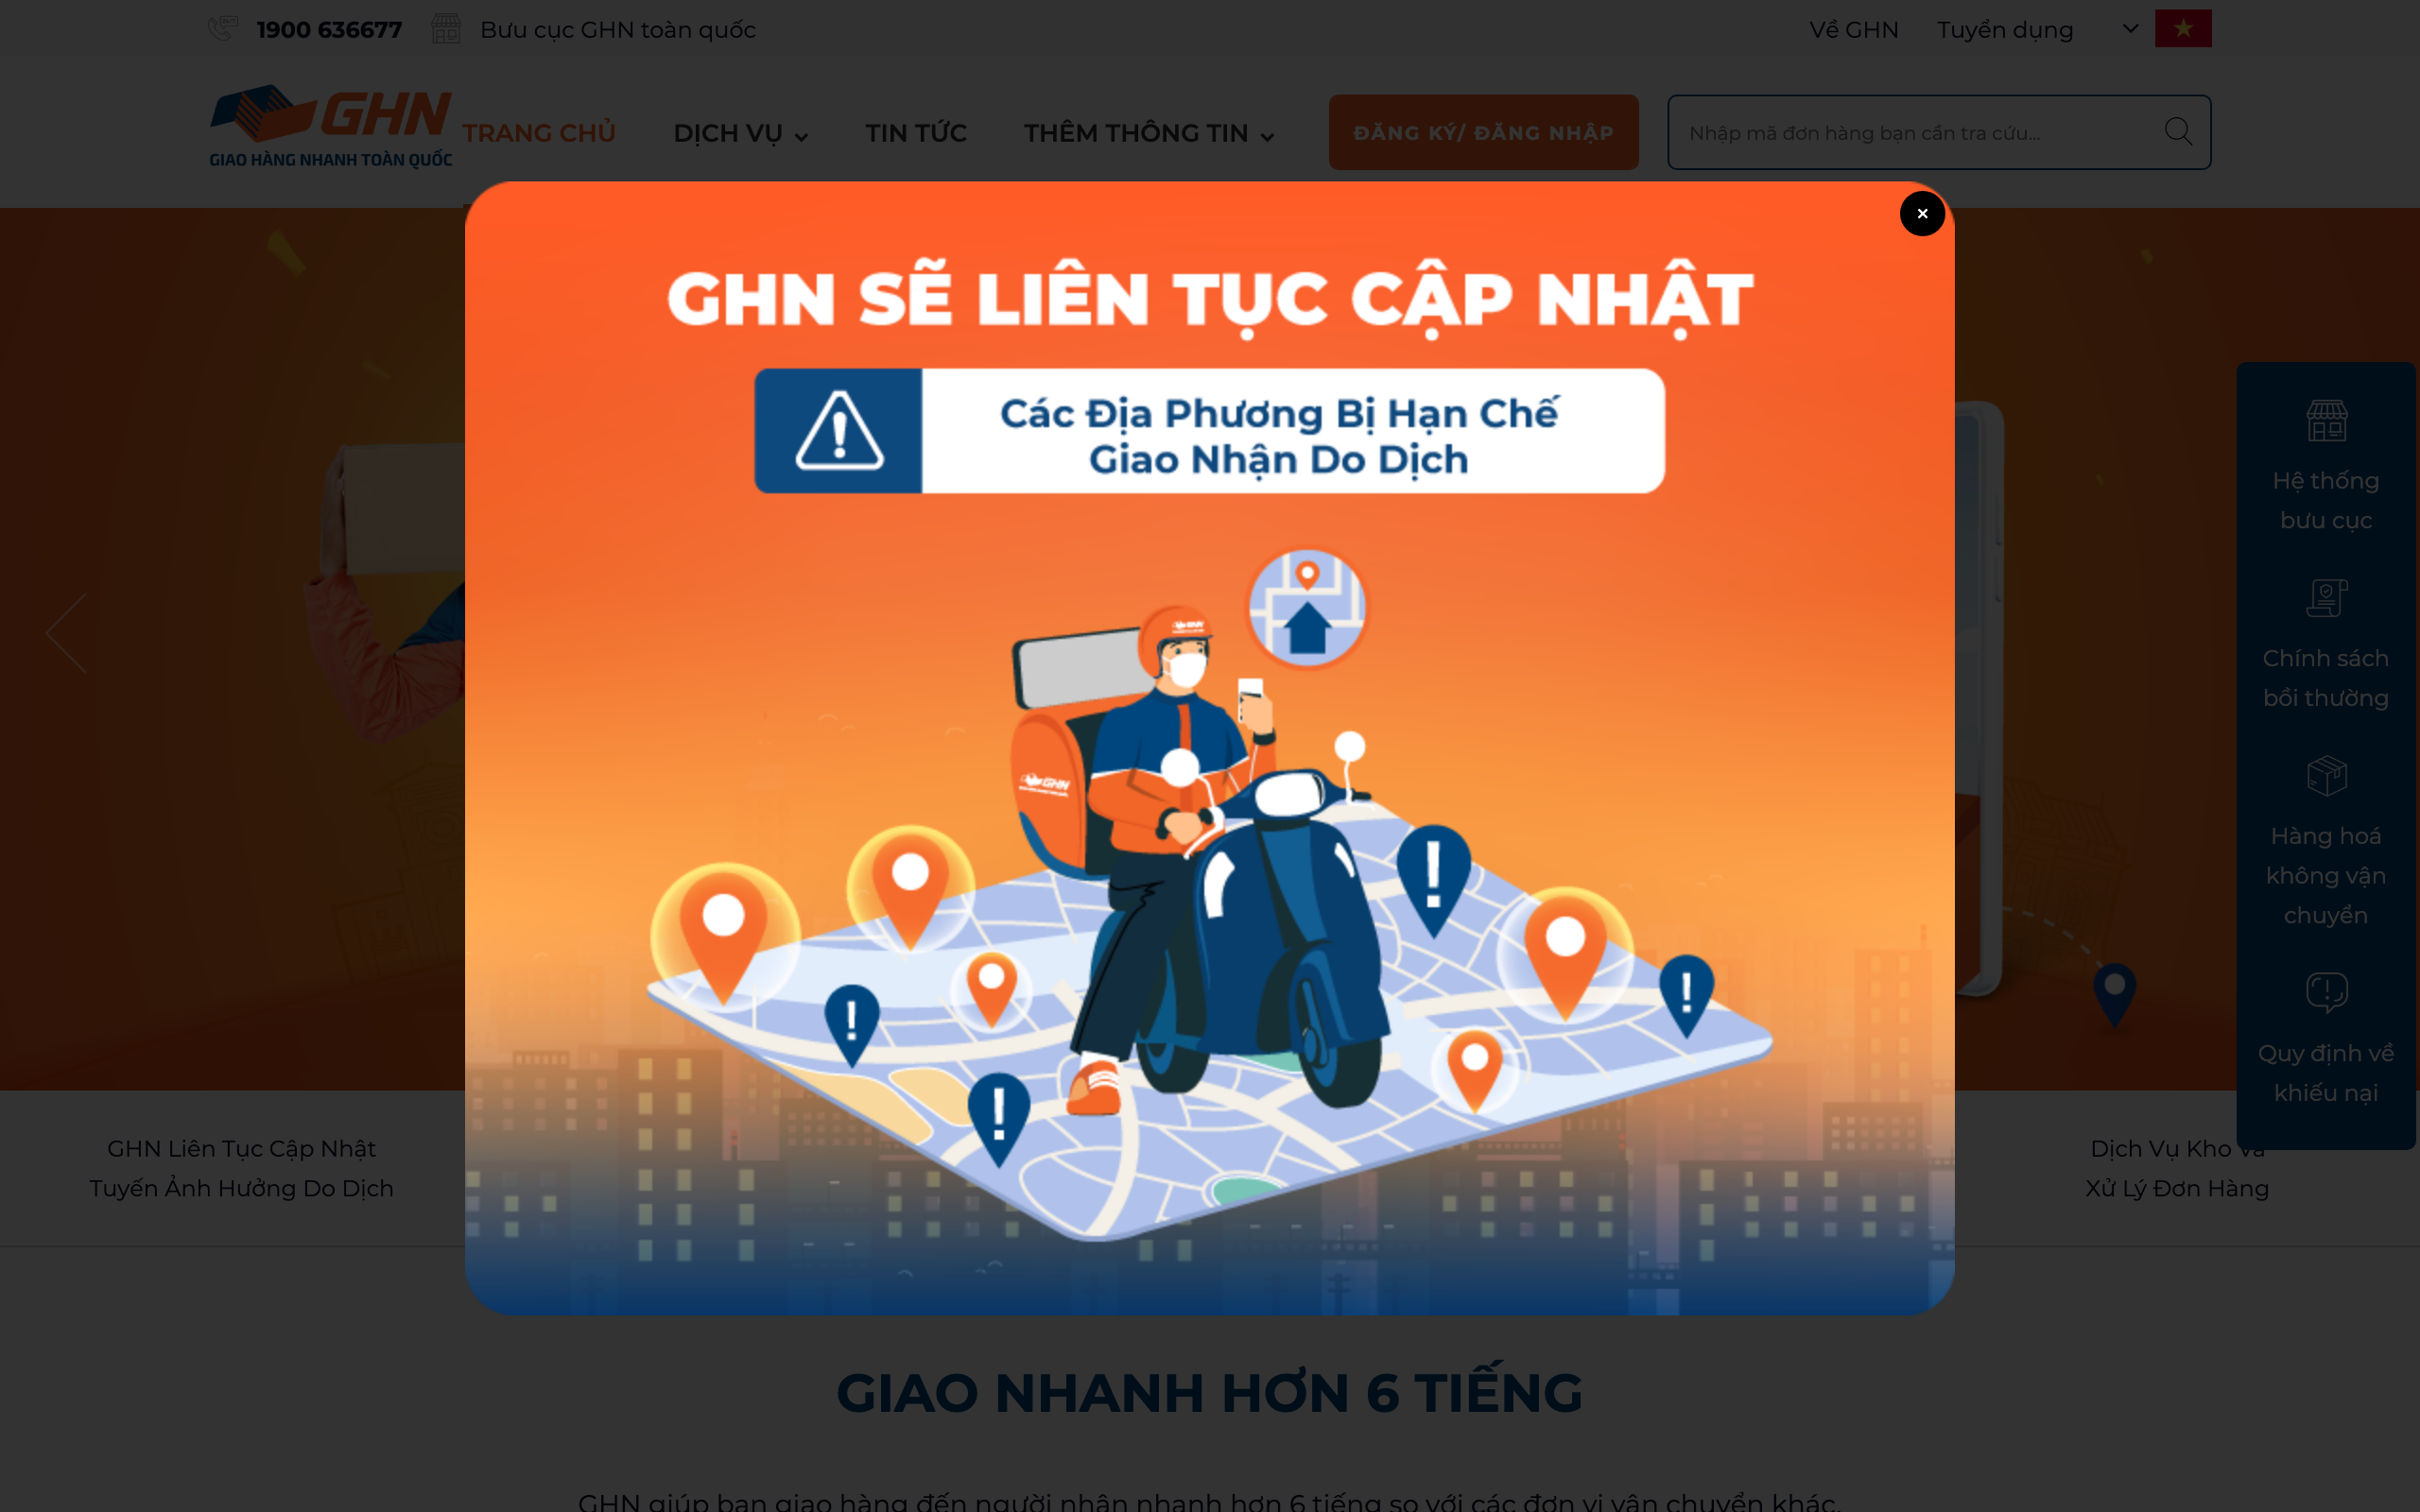 1900 636677
Bưu cục GHN toàn quốc
Về GHN
Tuyển dụng
GHN
GIAO HÀNG NHANH TOÀN QUỐC
TRANG CHỦ
DỊCH VỤ
TIN TỨC
THÊM THÔNG TIN
ĐĂNG KÝ/ ĐĂNG NHẬP
Nhập mã đơn hàng bạn cần tra cứu...
GHN SẼ LIÊN TỤC CẬP NHẬT
Các Địa Phương Bị Hạn Chế
Giao Nhận Do Dịch
GHN
GHN
Hệ thống
bưu cục
Chính sách
bồi thường
Hàng hoá
không vận
chuyển
Quy định về
khiếu nại
GHN Liên Tục Cập Nhật
Tuyến Ảnh Hưởng Do Dịch
Dịch Vụ Kho và
Xử Lý Đơn Hàng
GIAO NHANH HƠN 6 TIẾNG
GHN giúp bạn giao hàng đến người nhận nhanh hơn 6 tiếng so với các đơn vị vận chuyển khác.